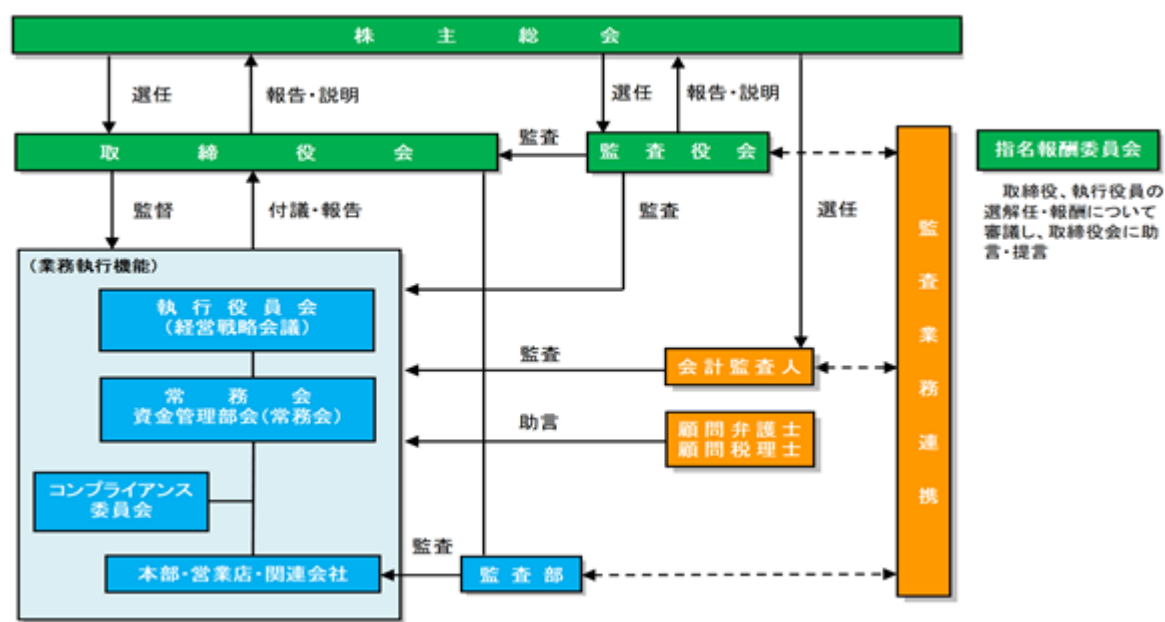 株主総会
選任
報告・説明
選任
報告・説明
取締役会
監査
監査役会
指名報酬委員会
監督
付議・報告
監査
選任
取締役、執行役員の
選解任・報酬について
審議し、取締役会に助
言・提言
監査業務連携
(業務執行機能)
執行役員会
(経営戦略会議)
監査
会計監査人
常務会
資金管理部会(常務会)
助言
顧問弁護士
顧問税理士
コンプライアンス
委員会
監査
本部・営業店・関連会社
監査部